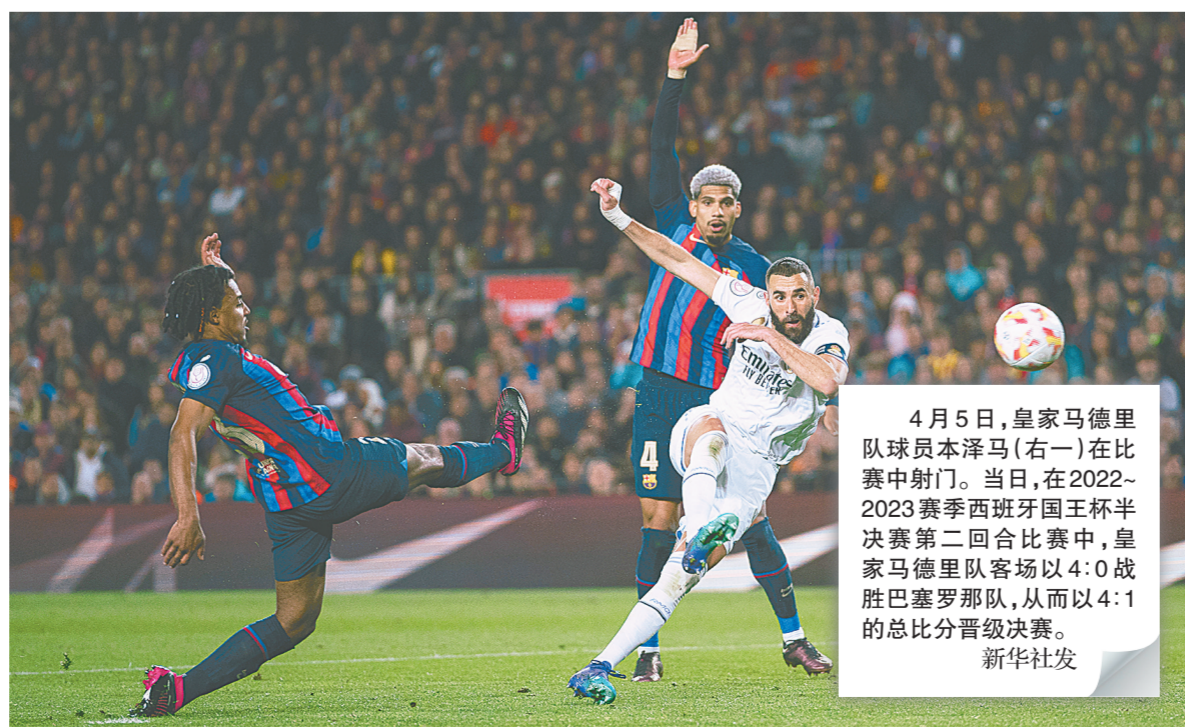 Emirates
FLY BETTER
4
4月5日，皇家马德里
队球员本泽马（右一）在比
赛中射门。当日，在2022~
2023赛季西班牙国王杯半
决赛第二回合比赛中，皇
家马德里队客场以4:0战
胜巴塞罗那队，从而以4:1
的总比分晋级决赛。
新华社发